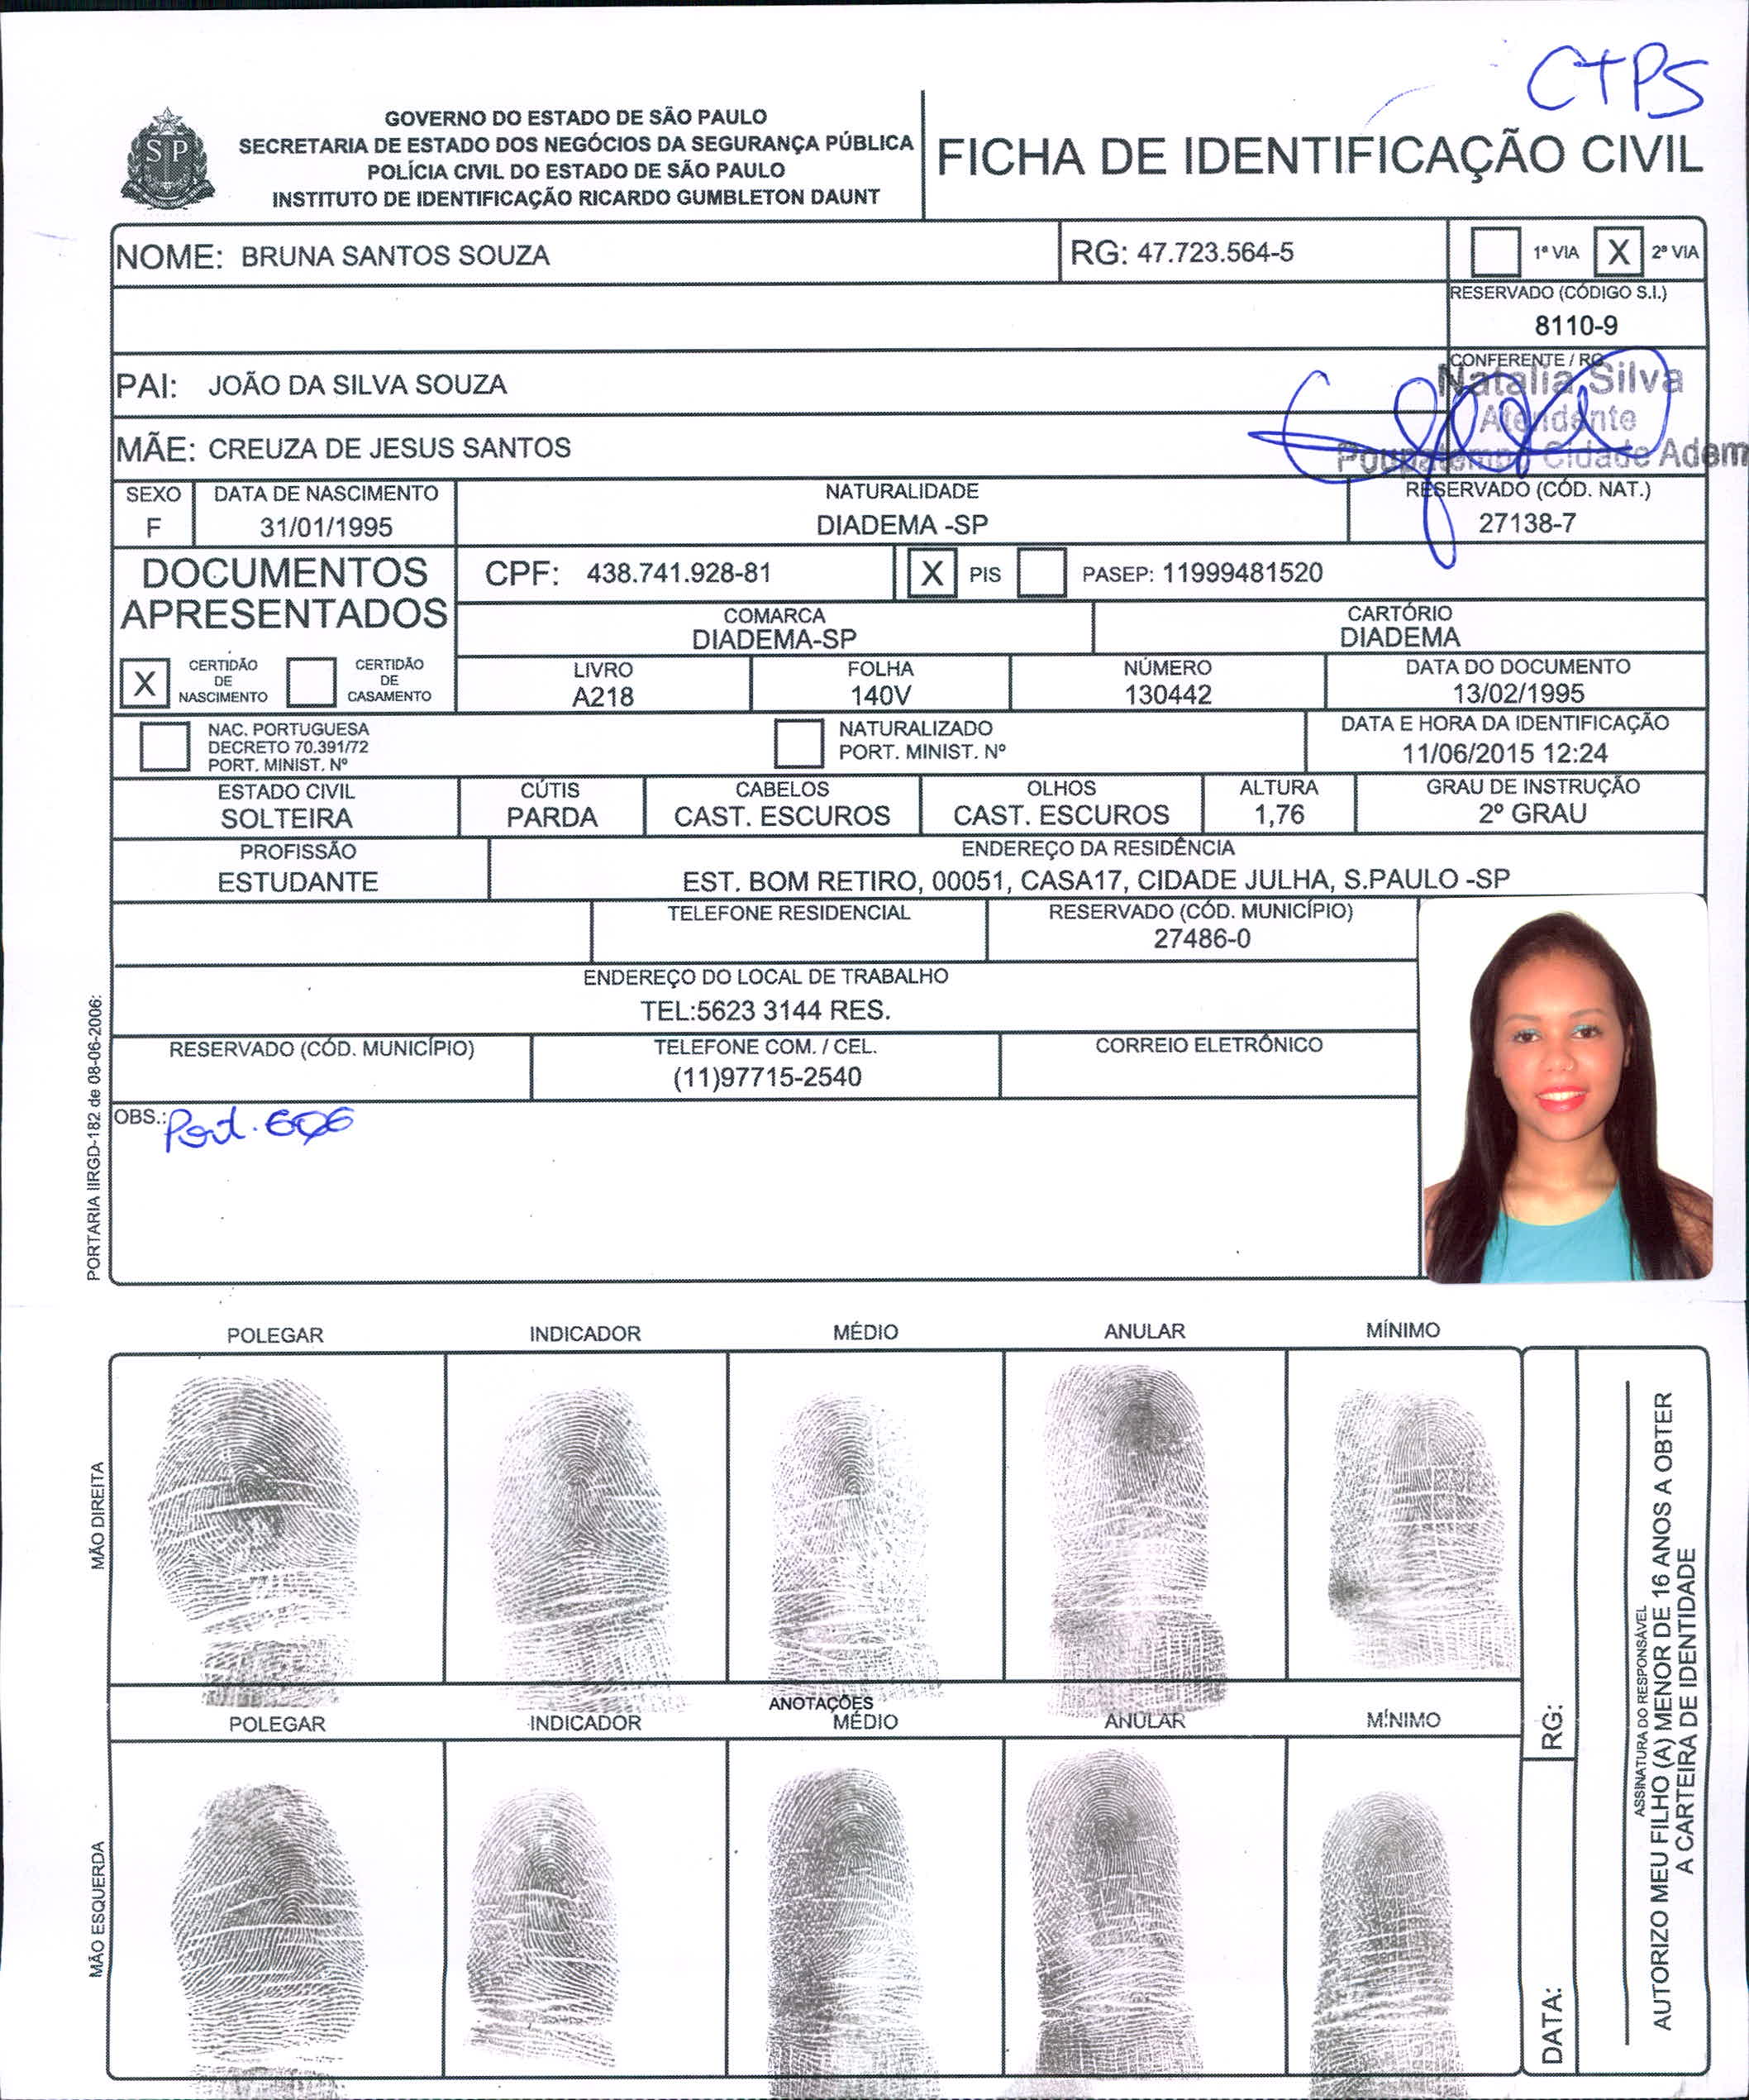 CTPS
GOVERNO DO ESTADO DE SÃO PAULO
SECRETARIA DE ESTADO DOS NEGÓCIOS DA SEGURANÇA PÚBLICA
POLÍCIA CIVIL DO ESTADO DE SÃO PAULO
INSTITUTO DE IDENTIFICAÇÃO RICARDO GUMBLETON DAUNT
SP
FICHA DE IDENTIFICAÇÃO CIVIL
NOME: BRUNA SANTOS SOUZA RG: 47.723.564-5 1ª VIA X 2ª VIA
RESERVADO (CÓDIGO S.I.)
8110-9
PAI: JOÃO DA SILVA SOUZA
CONFERENTE / RG
Natalia Silva
Atendente
Poupatempo Cidade Adem
MÃE: CREUZA DE JESUS SANTOS
SEXO DATA DE NASCIMENTO NATURALIDADE RESERVADO (CÓD. NAT.)
F 31/01/1995 DIADEMA -SP 27138-7
DOCUMENTOS
APRESENTADOS
CPF: 438.741.928-81 X PIS PASEP: 11999481520
COMARCA CARTÓRIO
DIADEMA-SP DIADEMA
X CERTIDÃO DE NASCIMENTO CERTIDÃO DE CASAMENTO
LIVRO FOLHA NÚMERO DATA DO DOCUMENTO
A218 140V 130442 13/02/1995
NAC. PORTUGUESA
DECRETO 70.391/72
PORT. MINIST. Nº
NATURALIZADO
PORT. MINIST. Nº
DATA E HORA DA IDENTIFICAÇÃO
11/06/2015 12:24
ESTADO CIVIL CÚTIS CABELOS OLHOS ALTURA GRAU DE INSTRUÇÃO
SOLTEIRA PARDA CAST. ESCUROS CAST. ESCUROS 1,76 2º GRAU
PROFISSÃO ENDEREÇO DA RESIDÊNCIA
ESTUDANTE EST. BOM RETIRO, 00051, CASA17, CIDADE JULHA, S.PAULO -SP
TELEFONE RESIDENCIAL RESERVADO (CÓD. MUNICÍPIO)
27486-0
ENDEREÇO DO LOCAL DE TRABALHO
TEL:5623 3144 RES.
RESERVADO (CÓD. MUNICÍPIO) TELEFONE COM. / CEL. CORREIO ELETRÔNICO
(11)97715-2540
OBS.:
PORTARIA IIRGD-182 de 08-06-2006:
POLEGAR INDICADOR MÉDIO ANULAR MÍNIMO
MÃO DIREITA
ANOTAÇÕES
POLEGAR INDICADOR MÉDIO ANULAR MÍNIMO
MÃO ESQUERDA
RG:
DATA:
ASSINATURA DO RESPONSÁVEL
AUTORIZO MEU FILHO (A) MENOR DE 16 ANOS A OBTER
A CARTEIRA DE IDENTIDADE